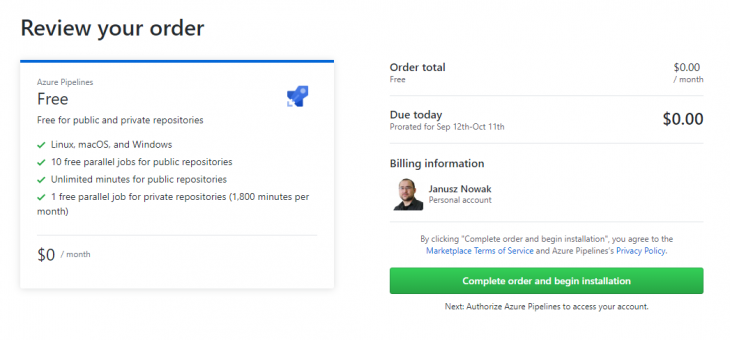 Review your order
Azure Pipelines
Free
Free for public and private repositories
Linux, macOS, and Windows
10 free parallel jobs for public repositories
Unlimited minutes for public repositories
1 free parallel job for private repositories (1,800 minutes per
month)
$0 / month
Order total
$0.00
Free
/ month
Due today
$0.00
Prorated for Sep 12th-Oct 11th
Billing information
Janusz Nowak
Personal account
By clicking "Complete order and begin installation", you agree to the
Marketplace Terms of Service and Azure Pipelines's Privacy Policy.
Complete order and begin installation
Next: Authorize Azure Pipelines to access your account.